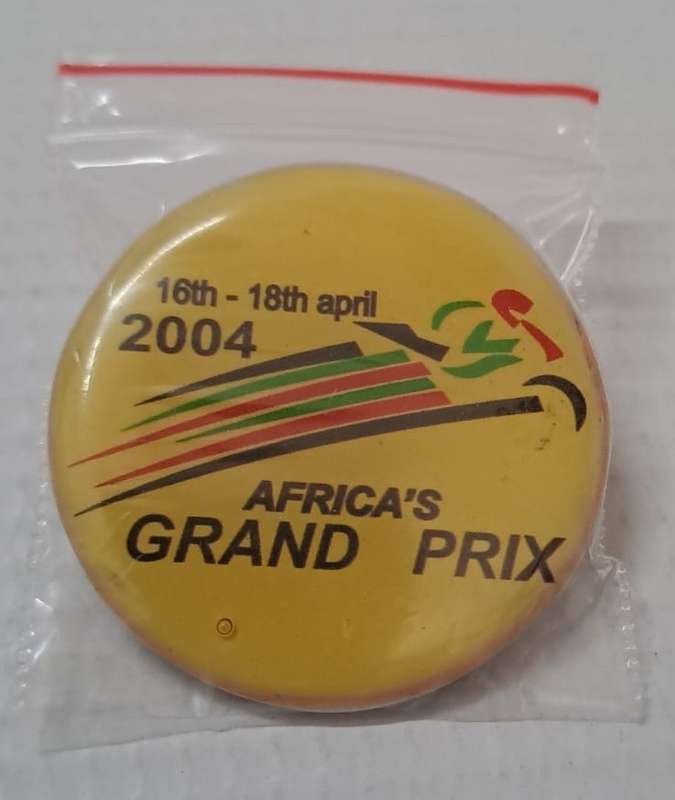 16th - 18th april
2004
AFRICA'S
GRAND PRIX